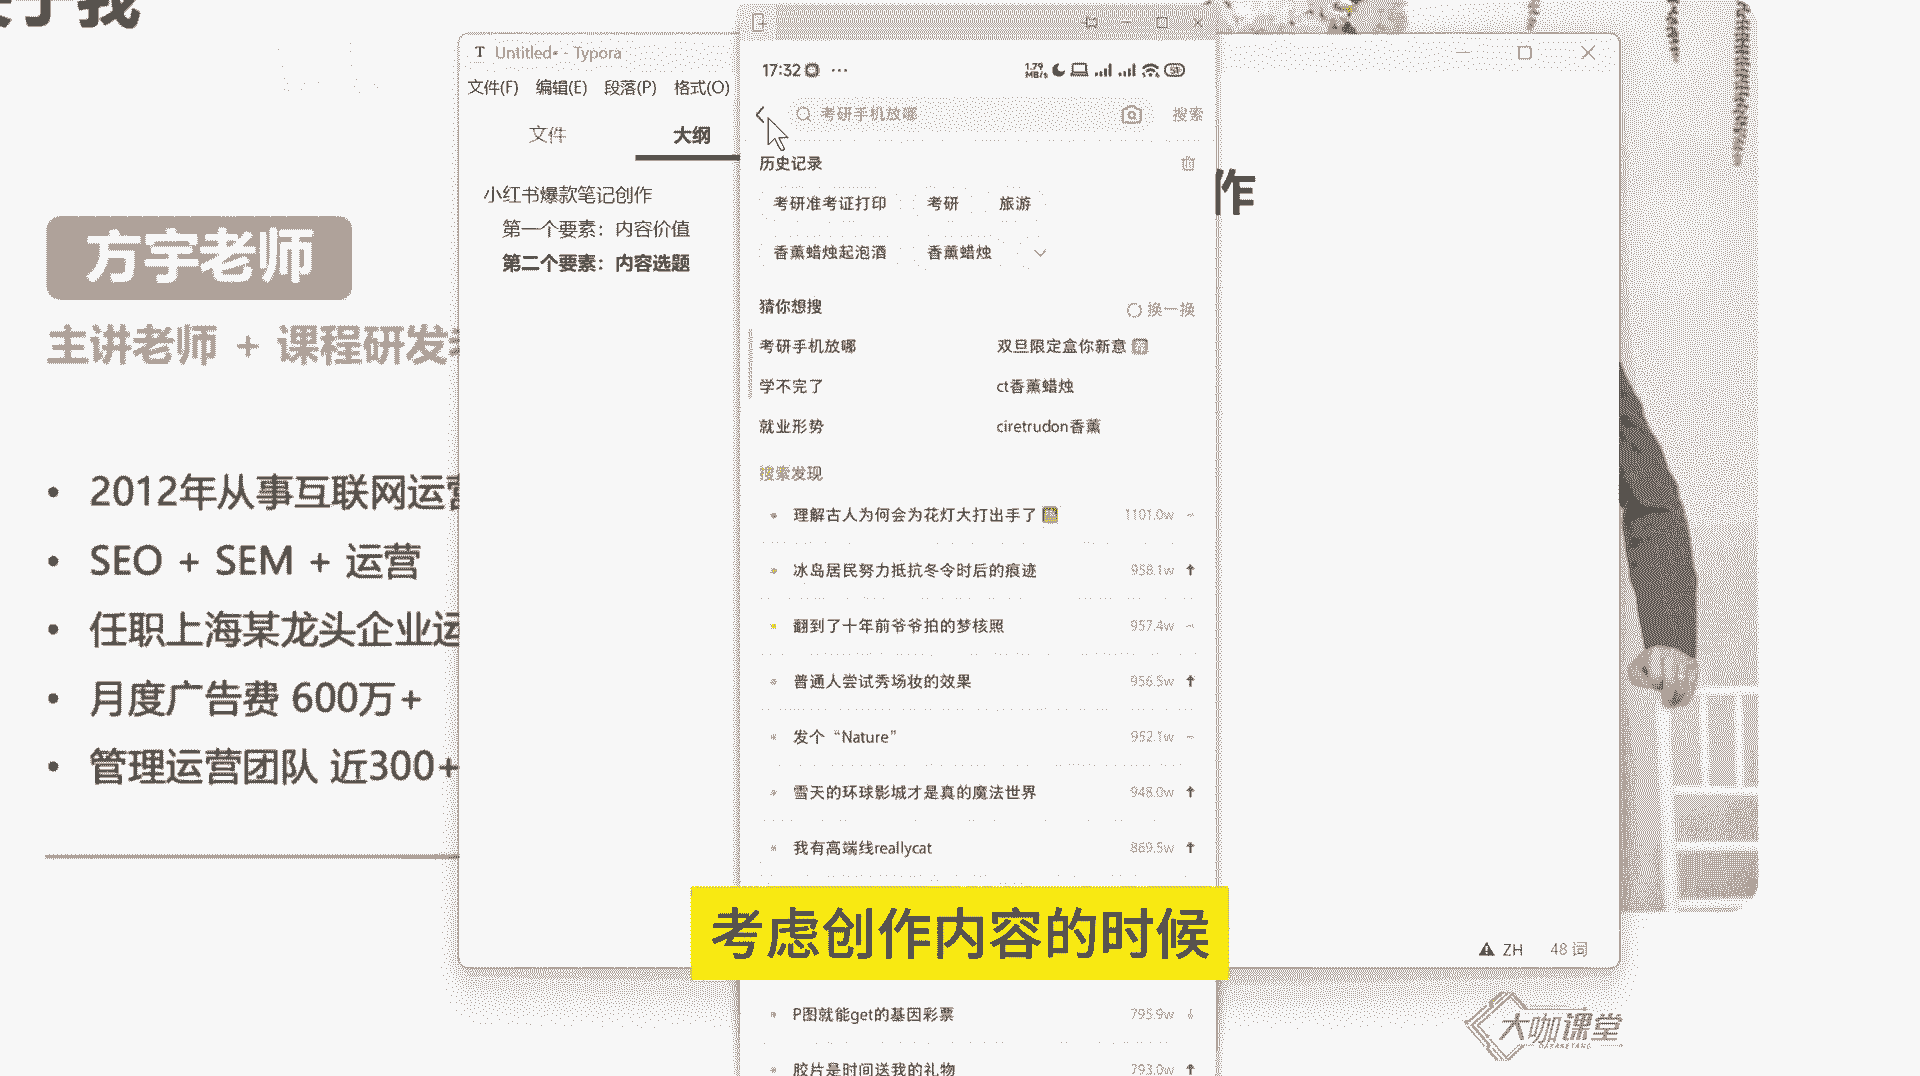 方宇老师
主讲老师 + 课程研发
2012年从事互联网运营
SEO + SEM + 运营
任职上海某龙头企业运
月度广告费 600万+
管理运营团队 近300+
Untitled• - Typora
文件(F) 编辑(E) 段落(P) 格式(O)
文件 大纲
小红书爆款笔记创作
第一个要素：内容价值
第二个要素：内容选题
作
ZH 48 词
17:32
1.79 MB/s
考研手机放哪 搜索
历史记录
考研准考证打印 考研 旅游
香薰蜡烛起泡酒 香薰蜡烛
猜你想搜 换一换
考研手机放哪 双旦限定盒你新意
学不完了 ct香薰蜡烛
就业形势 ciretrudon香薰
搜索发现
理解古人为何会为花灯大打出手了 1101.0w
冰岛居民努力抵抗冬令时后的痕迹 958.1w
翻到了十年前爷爷拍的梦核照 957.4w
普通人尝试秀场妆的效果 956.5w
发个“Nature” 952.1w
雪天的环球影城才是真的魔法世界 948.0w
我有高端线reallycat 869.5w
考虑创作内容的时候
P图就能get的基因彩票 795.9w
胶片是时间送我的礼物 793.0w
大咖课堂